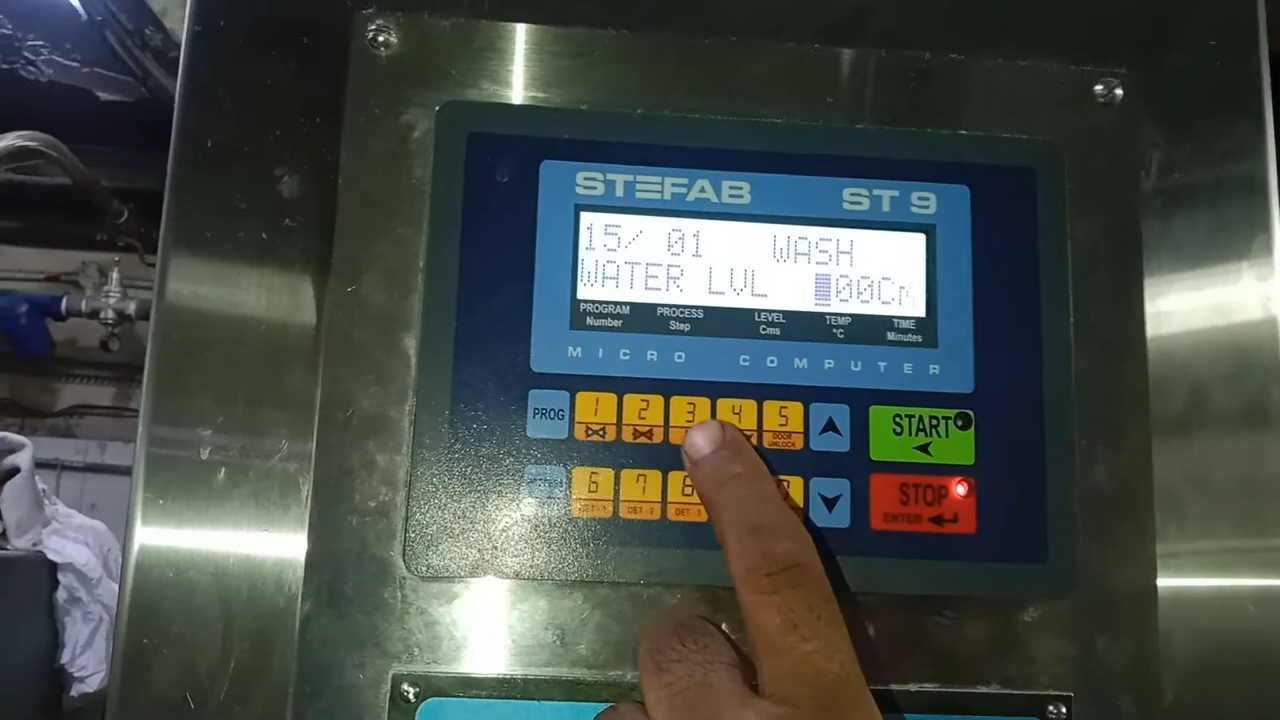 STEFAB ST 9
15/ 01 WASH
WATER LVL 00Cm
PROGRAM Number PROCESS Step LEVEL Cms TEMP °C TIME Minutes
MICRO COMPUTER
PROG 1 2 3 4 5 START
DOOR UNLOCK
6 7 8 STOP
DET-1 DET-2 DET-3 ENTER